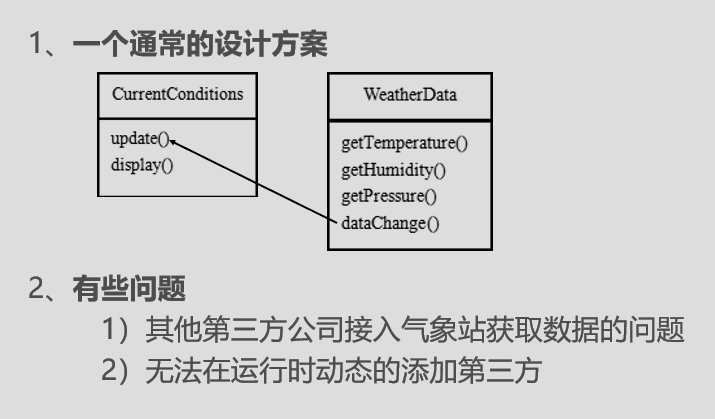 1、一个通常的设计方案
CurrentConditions
update()
display()
WeatherData
getTemperature()
getHumidity()
getPressure()
dataChange()
2、有些问题
1）其他第三方公司接入气象站获取数据的问题
2）无法在运行时动态的添加第三方